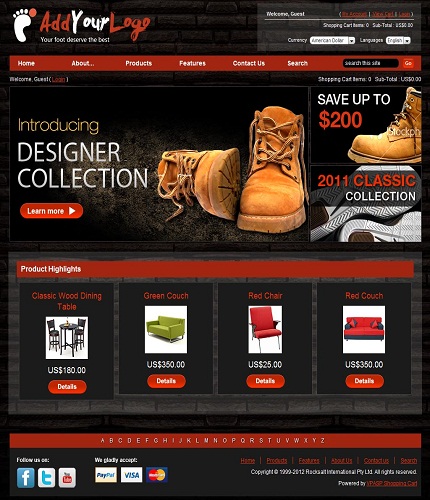 AddYourLogo
Your foot deserve the best
Welcome, Guest
( My Account | View Cart | Login )
Shopping Cart Items: 0 Sub-Total : US$0.00
Currency American Dollar Languages English
Home About... Products Features Contact Us Search search this site Go
Welcome, Guest ( Login )
Shopping Cart Items: 0 Sub-Total : US$0.00
Introducing
DESIGNER
COLLECTION
Learn more
SAVE UP TO
$200
2011 CLASSIC
COLLECTION
Product Highlights
Classic Wood Dining
Table
US$180.00
Details
Green Couch
US$350.00
Details
Red Chair
US$25.00
Details
Red Couch
US$350.00
Details
A B C D E F G H I J K L M N O P Q R S T U V W X Y Z
Follow us on:
You Tube
We gladly accept:
PayPal VISA MasterCard
Home | Products | Features | About Us | Contact Us | Search
Copyright © 1999-2012 Rocksalt International Pty Ltd. All rights reserved.
Powered by VPASP Shopping Cart